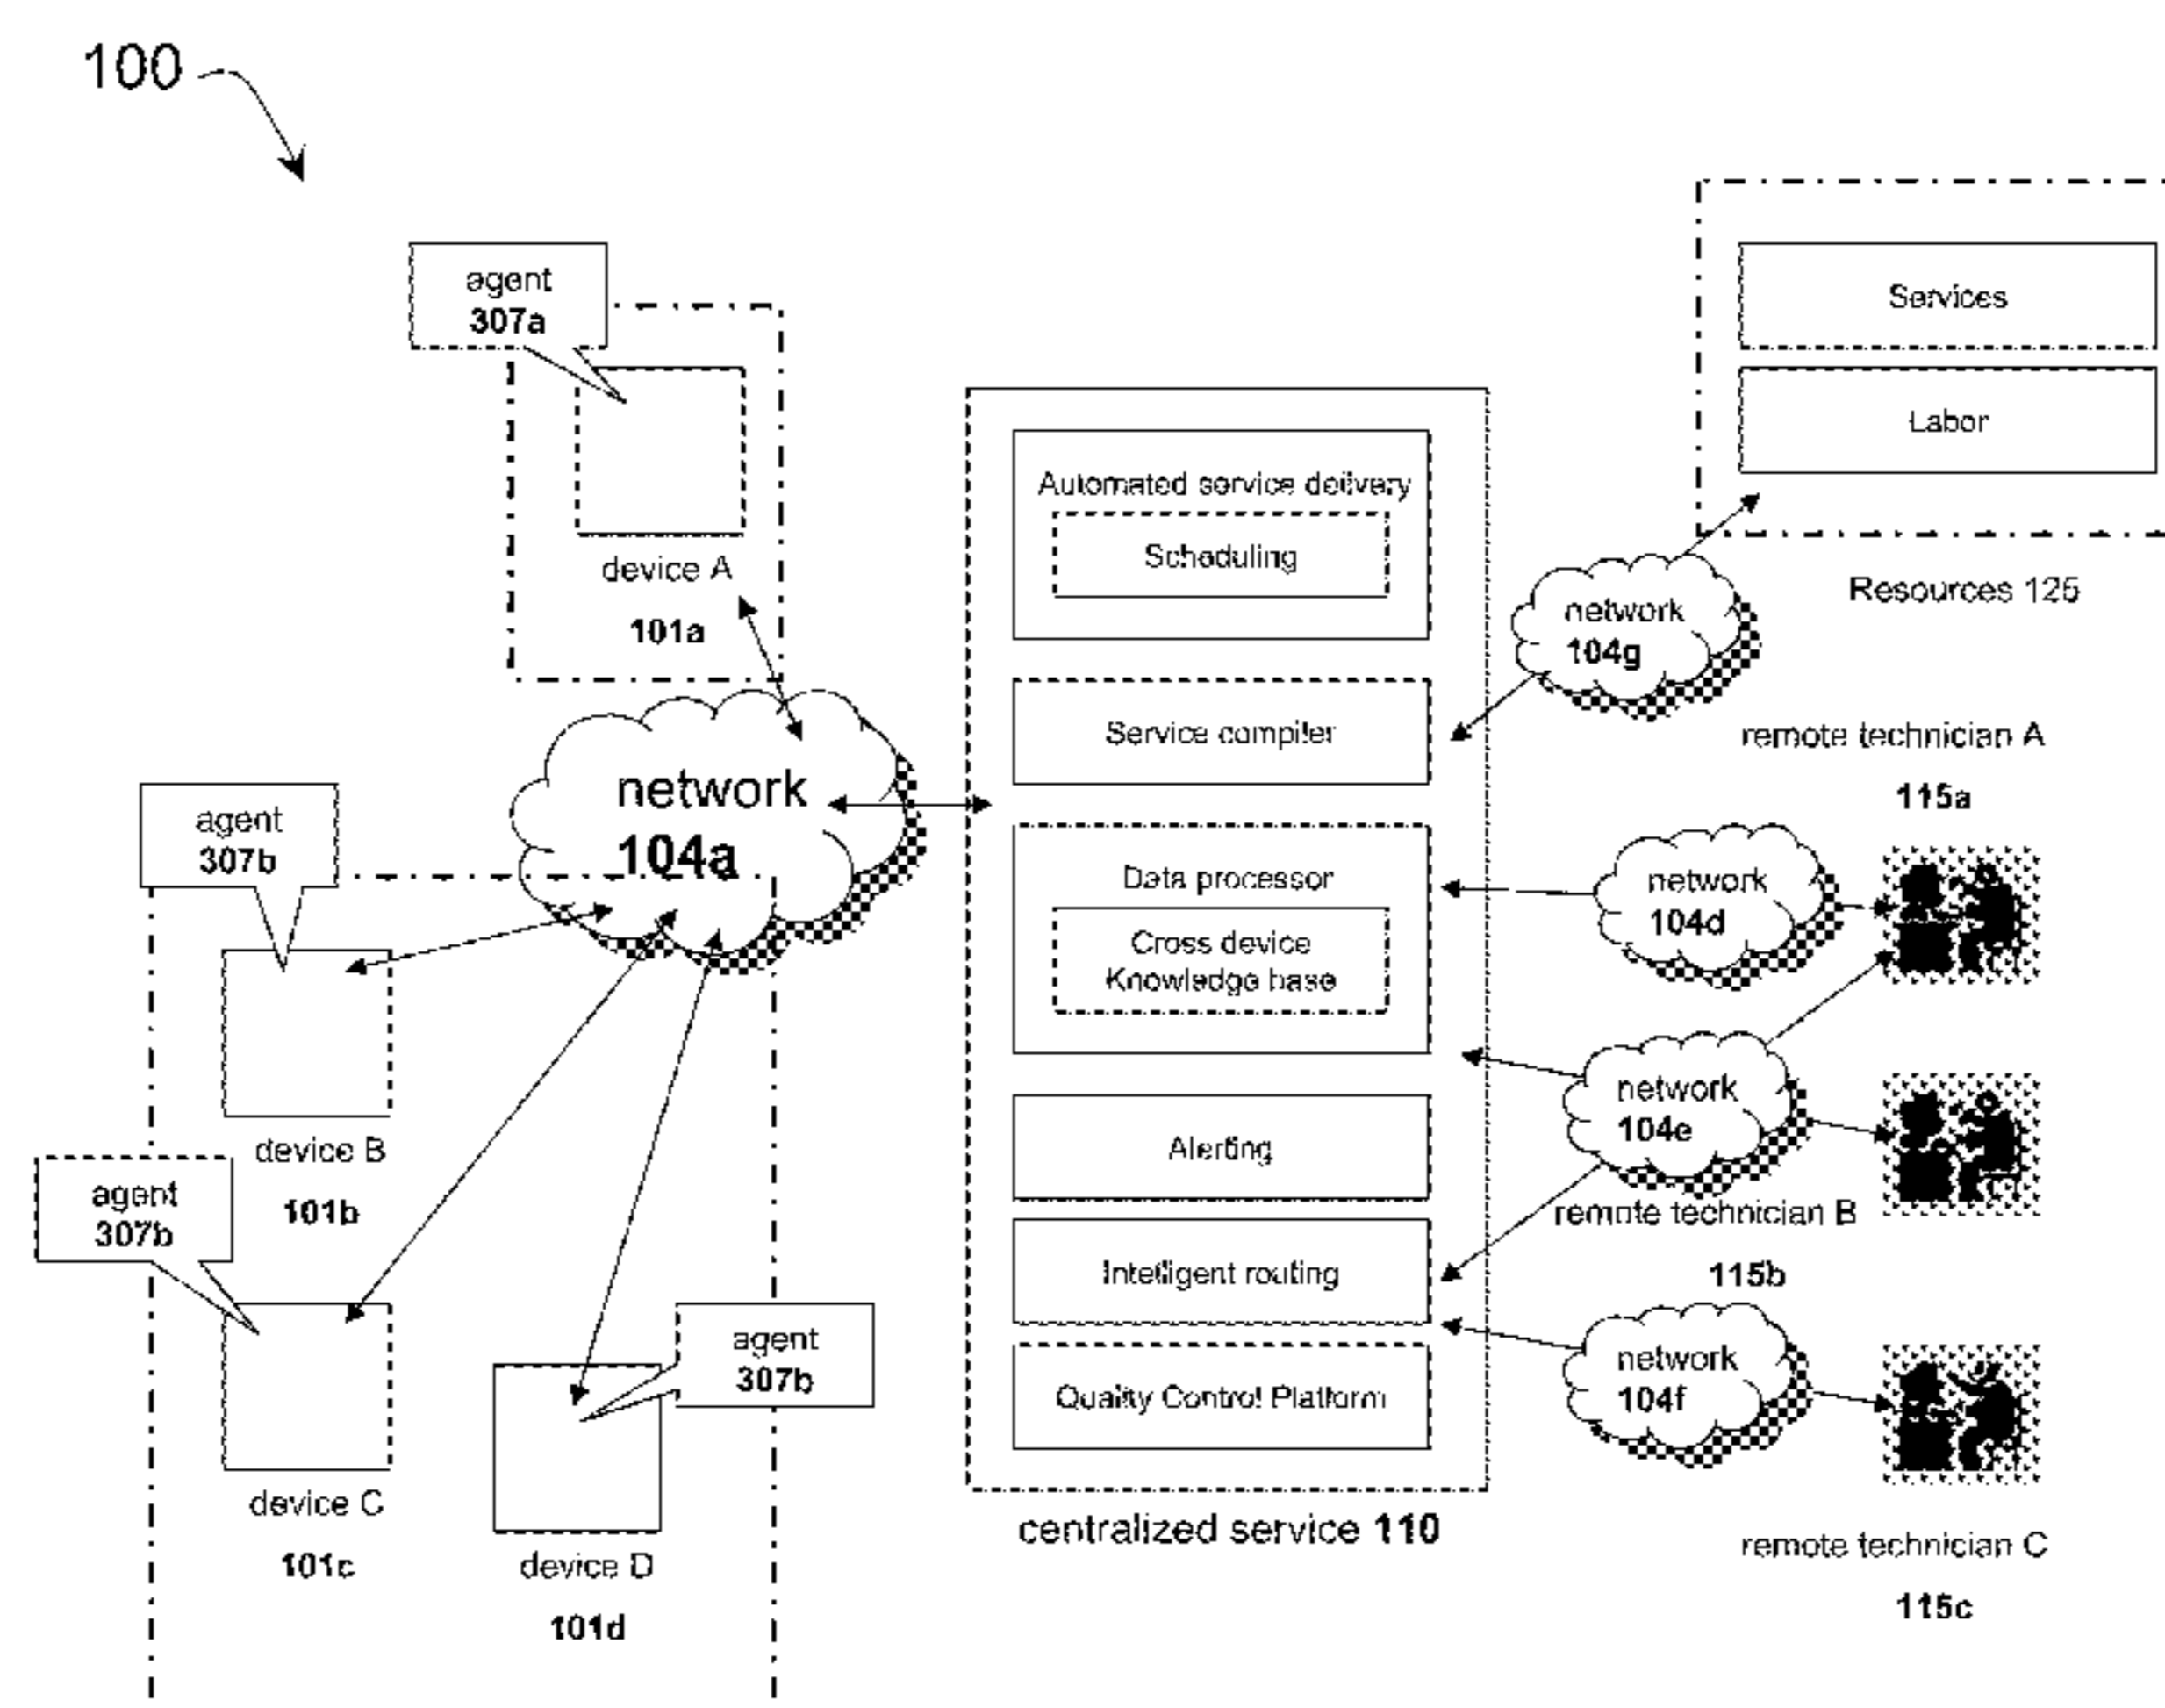 100
agent
307a
device A
101a
network
104a
agent
307b
device B
101b
agent
307b
device C
101c
agent
307b
device D
101d
Automated service delivery
Scheduling
Service compiler
Data processor
Cross device
Knowledge base
Alerting
Intelligent routing
Quality Control Platform
centralized service 110
Services
Labor
Resources 125
network
104g
remote technician A
115a
network
104d
network
104e
remote technician B
115b
network
104f
remote technician C
115c